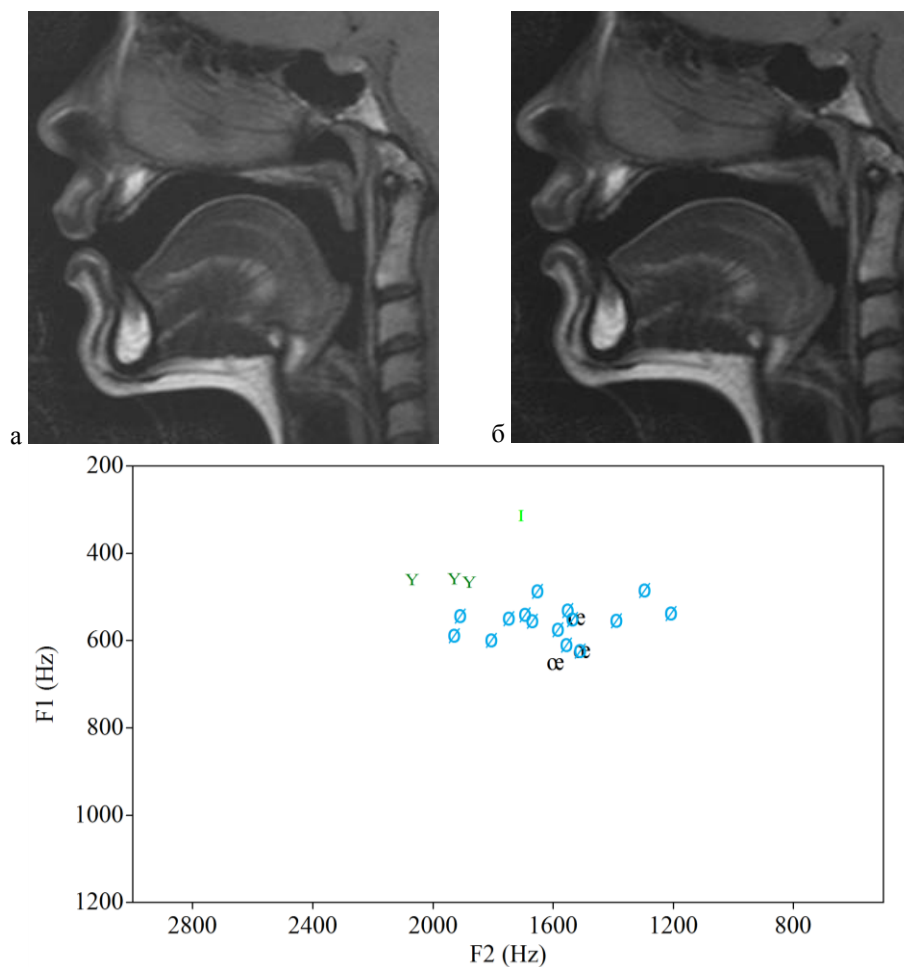 а б
200
I
400
Y Y Y
ø ø
ø ø ø ø ø œ ø ø
ø ø ø ø ø œ
œ
600
800
1000
1200
F1 (Hz)
2800 2400 2000 1600 1200 800
F2 (Hz)